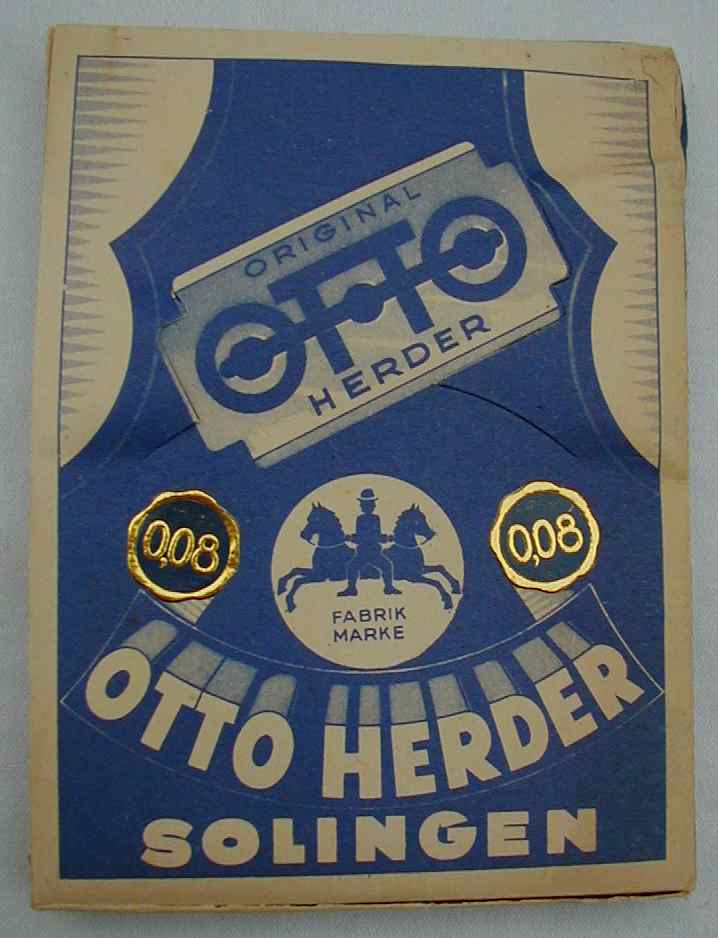 ORIGINAL
OTTO
HERDER
0,08
0,08
FABRIK
MARKE
OTTO HERDER
SOLINGEN